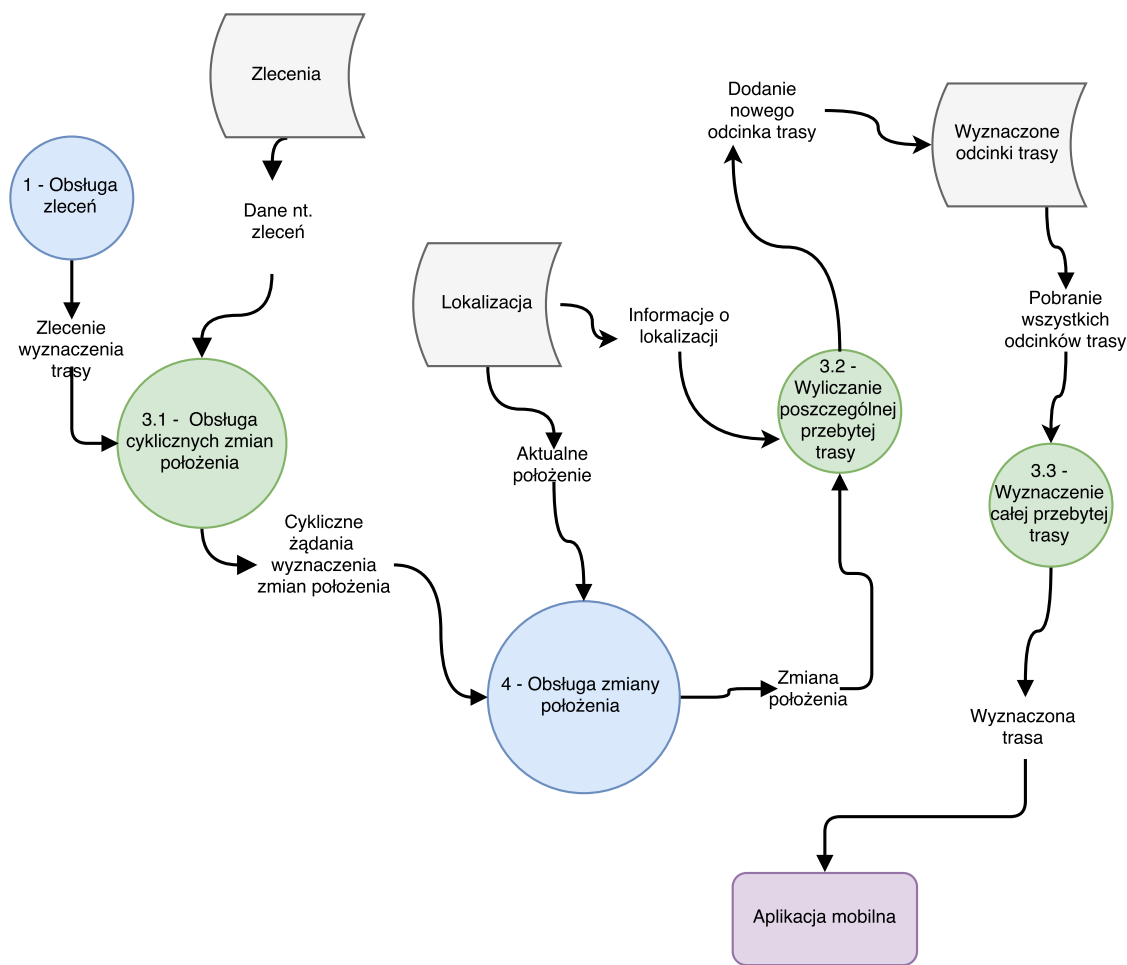 Zlecenia
1 - Obsługa
zleceń
Dane nt.
zleceń
Zlecenie
wyznaczenia
trasy
3.1 - Obsługa
cyklicznych zmian
położenia
Cykliczne
żądania
wyznaczenia
zmian położenia
Lokalizacja
Informacje o
lokalizacji
Aktualne
położenie
4 - Obsługa zmiany
położenia
Zmiana
położenia
3.2 -
Wyliczanie
poszczególnej
przebytej
trasy
Dodanie
nowego
odcinka trasy
Wyznaczone
odcinki trasy
Pobranie
wszystkich
odcinków trasy
3.3 -
Wyznaczenie
całej przebytej
trasy
Wyznaczona
trasa
Aplikacja mobilna